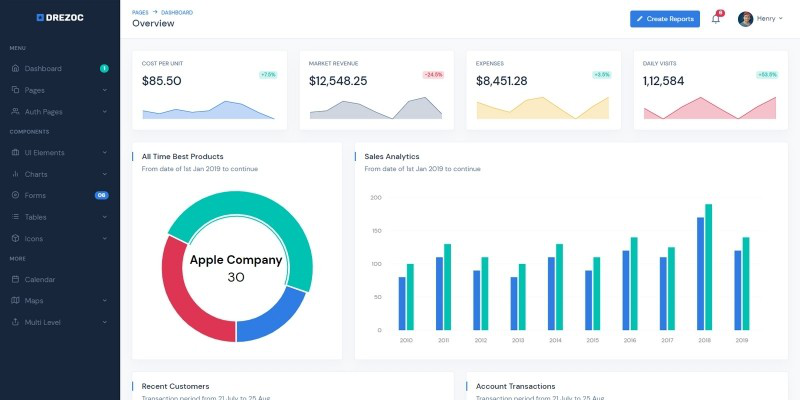 DREZOC
MENU
Dashboard
1
Pages
Auth Pages
COMPONENTS
UI Elements
Charts
Forms
06
Tables
Icons
MORE
Calendar
Maps
Multi Level
PAGES → DASHBOARD
Overview
Create Reports
Henry
COST PER UNIT
$85.50
+7.5%
MARKET REVENUE
$12,548.25
-24.5%
EXPENSES
$8,451.28
+3.5%
DAILY VISITS
1,12,584
+53.5%
All Time Best Products
From date of 1st Jan 2019 to continue
Apple Company
30
Sales Analytics
From date of 1st Jan 2019 to continue
200
150
100
50
0
2010 2011 2012 2013 2014 2015 2016 2017 2018 2019
Recent Customers
Transaction period from 21 July to 25 Aug
Account Transactions
Transaction period from 21 July to 25 Aug